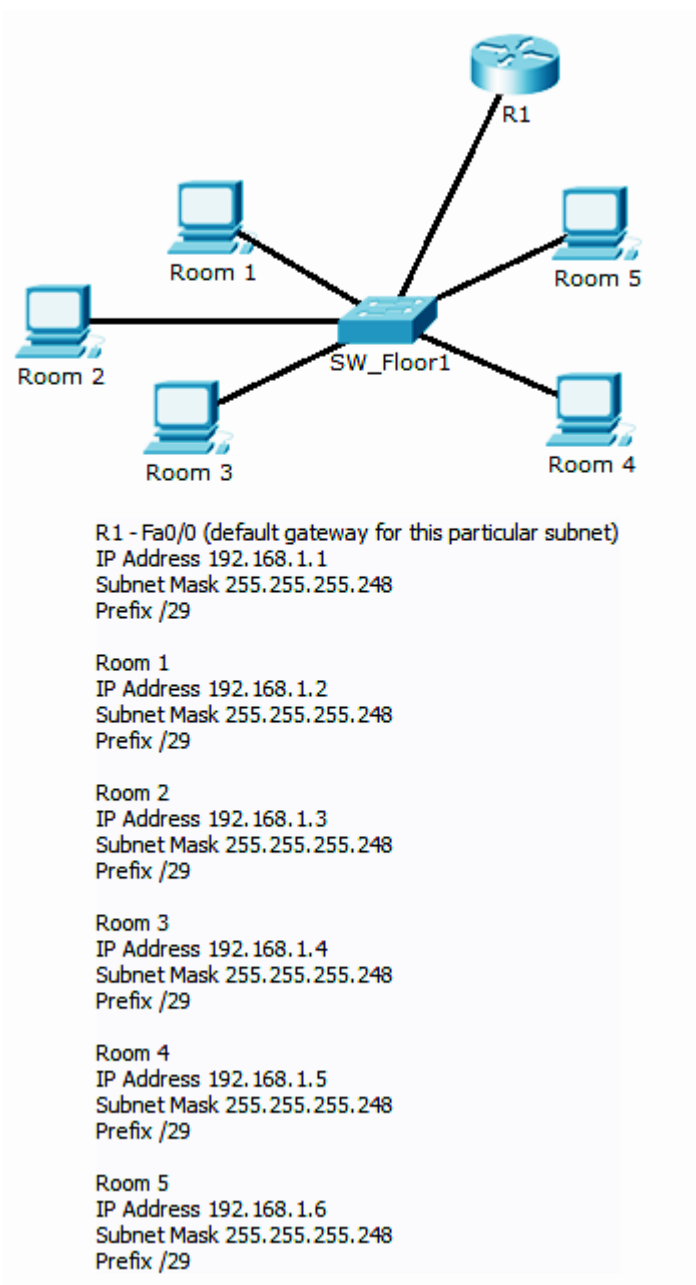 R1
Room 1
Room 5
Room 2
SW_Floor1
Room 3
Room 4
R1 - Fa0/0 (default gateway for this particular subnet)
IP Address 192.168.1.1
Subnet Mask 255.255.255.248
Prefix /29
Room 1
IP Address 192.168.1.2
Subnet Mask 255.255.255.248
Prefix /29
Room 2
IP Address 192.168.1.3
Subnet Mask 255.255.255.248
Prefix /29
Room 3
IP Address 192.168.1.4
Subnet Mask 255.255.255.248
Prefix /29
Room 4
IP Address 192.168.1.5
Subnet Mask 255.255.255.248
Prefix /29
Room 5
IP Address 192.168.1.6
Subnet Mask 255.255.255.248
Prefix /29